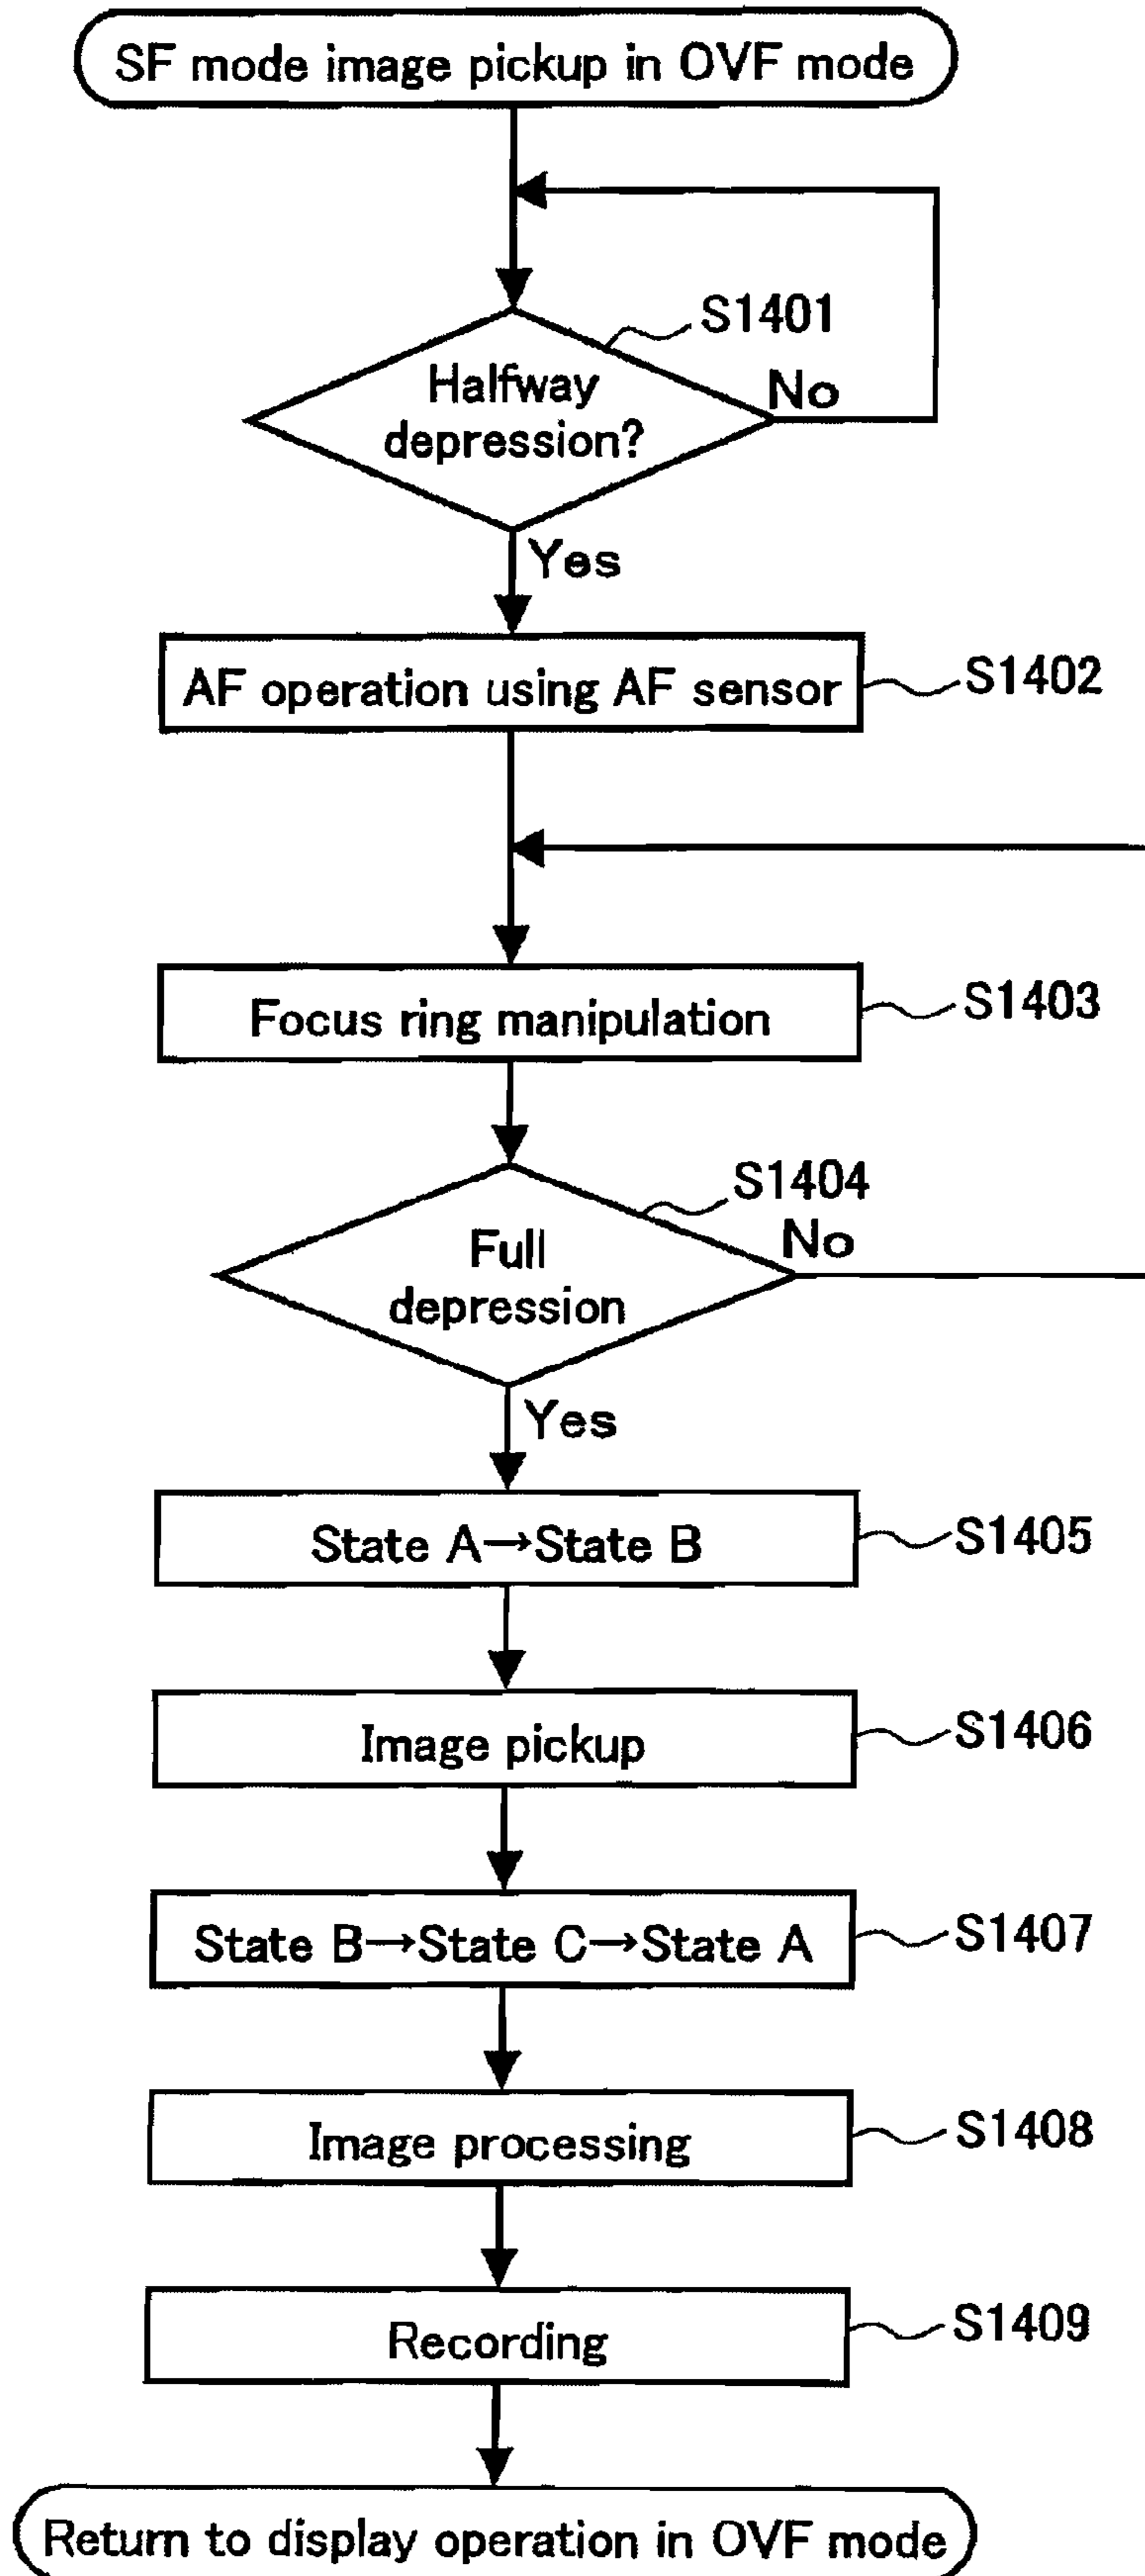 SF mode image pickup in OVF mode
S1401
Halfway
depression?
No
Yes
AF operation using AF sensor
S1402
Focus ring manipulation
S1403
S1404
Full
depression
No
Yes
State A→State B
S1405
Image pickup
S1406
State B→State C→State A
S1407
Image processing
S1408
Recording
S1409
Return to display operation in OVF mode